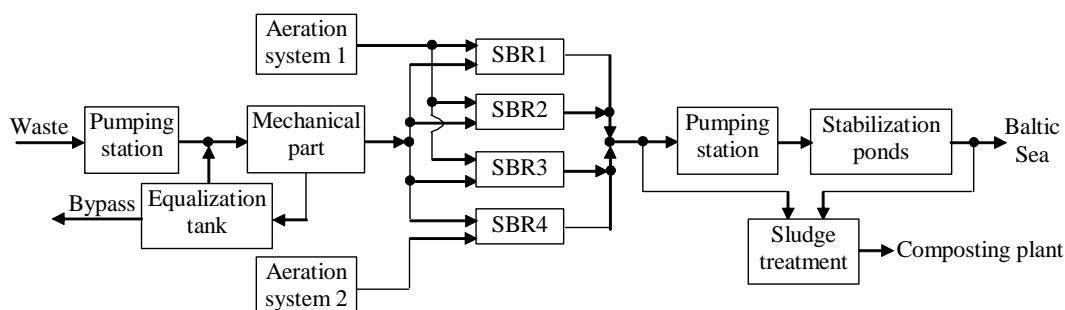 Aeration
system 1
SBR1
SBR2
SBR3
SBR4
Waste
Pumping
station
Mechanical
part
Bypass
Equalization
tank
Aeration
system 2
Pumping
station
Stabilization
ponds
Baltic
Sea
Sludge
treatment
Composting plant